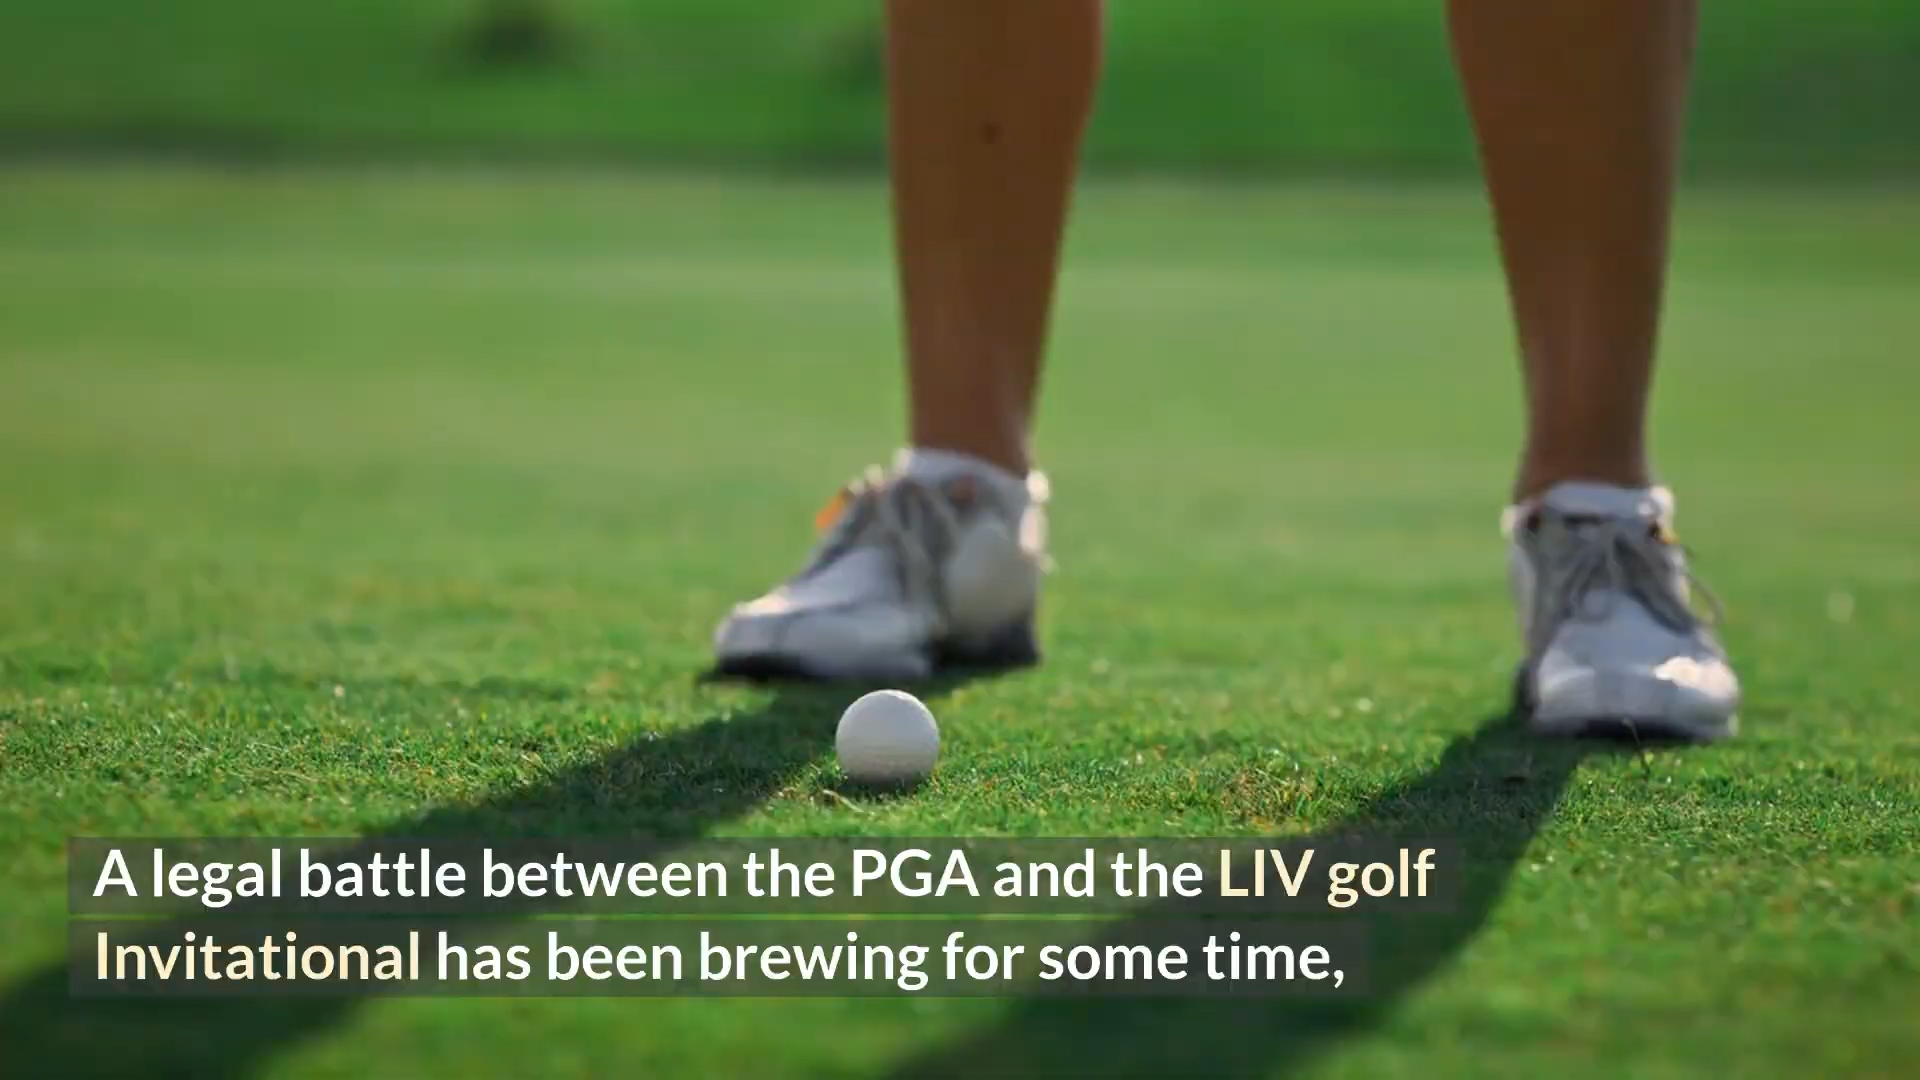 A legal battle between the PGA and the LIV golf
Invitational has been brewing for some time,